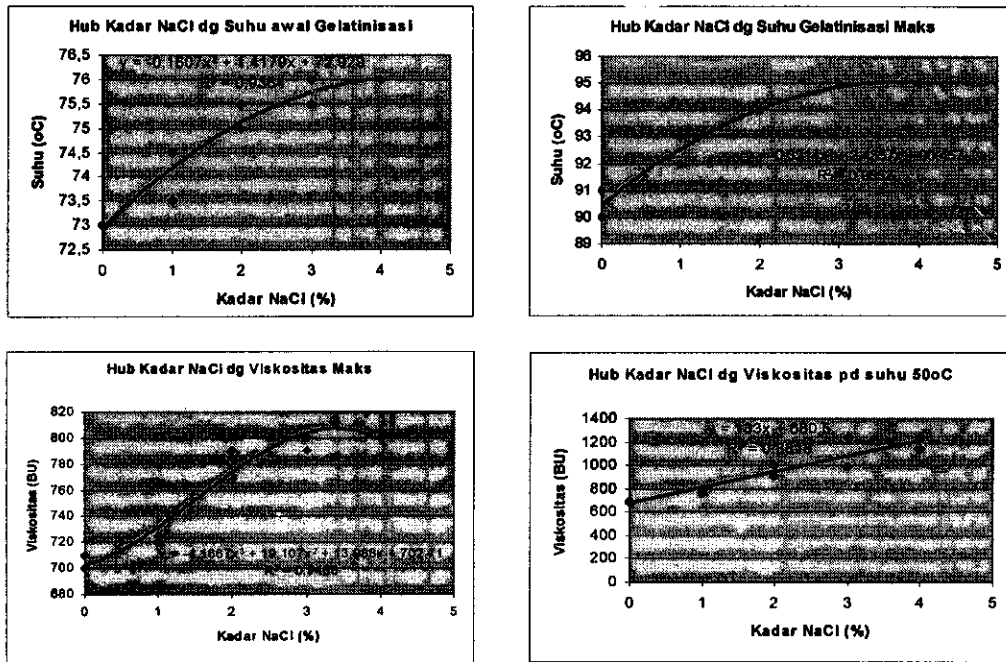 Hub Kadar NaCl dg Suhu awal Gelatinisasi
76,5
76
75,5
75
74,5
74
73,5
73
72,5
Suhu (oC)
0 1 2 3 4 5
Kadar NaCl (%)
Hub Kadar NaCl dg Suhu Gelatinisasi Maks
96
95
94
93
92
91
90
89
Suhu (oC)
0 1 2 3 4 5
Kadar NaCl (%)
Hub Kadar NaCl dg Viskositas Maks
820
800
780
760
740
720
700
680
Viskositas (BU)
0 1 2 3 4 5
Kadar NaCl (%)
Hub Kadar NaCl dg Viskositas pd suhu 50oC
1400
1200
1000
800
600
400
200
0
Viskositas (BU)
0 1 2 3 4 5
Kadar NaCl (%)